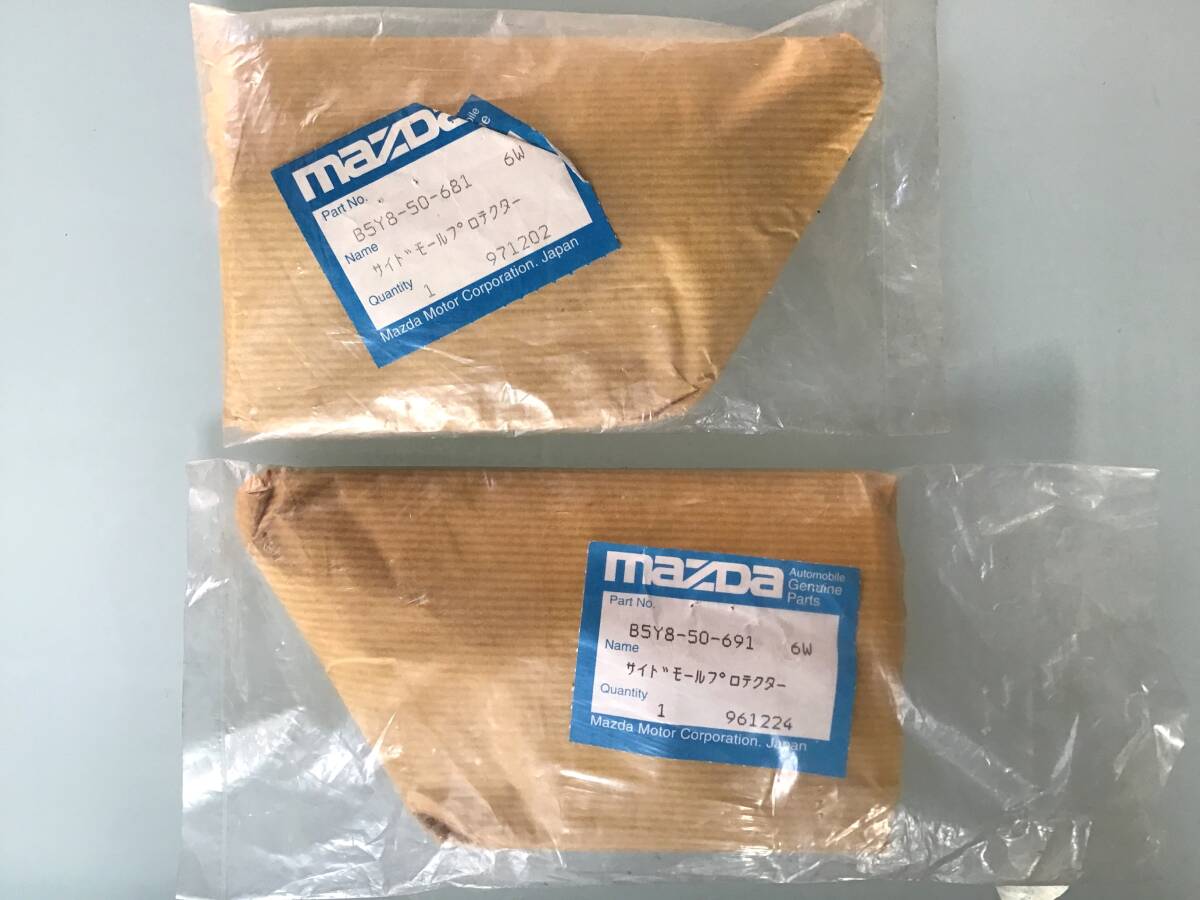 mazda
Part No.
B5Y8-50-681 6W
Name
サイドモールプロテクター
Quantity
1 971202
Mazda Motor Corporation. Japan
mazda
Automobile
Genuine
Parts
Part No.
B5Y8-50-691 6W
Name
サイドモールプロテクター
Quantity
1 961224
Mazda Motor Corporation. Japan